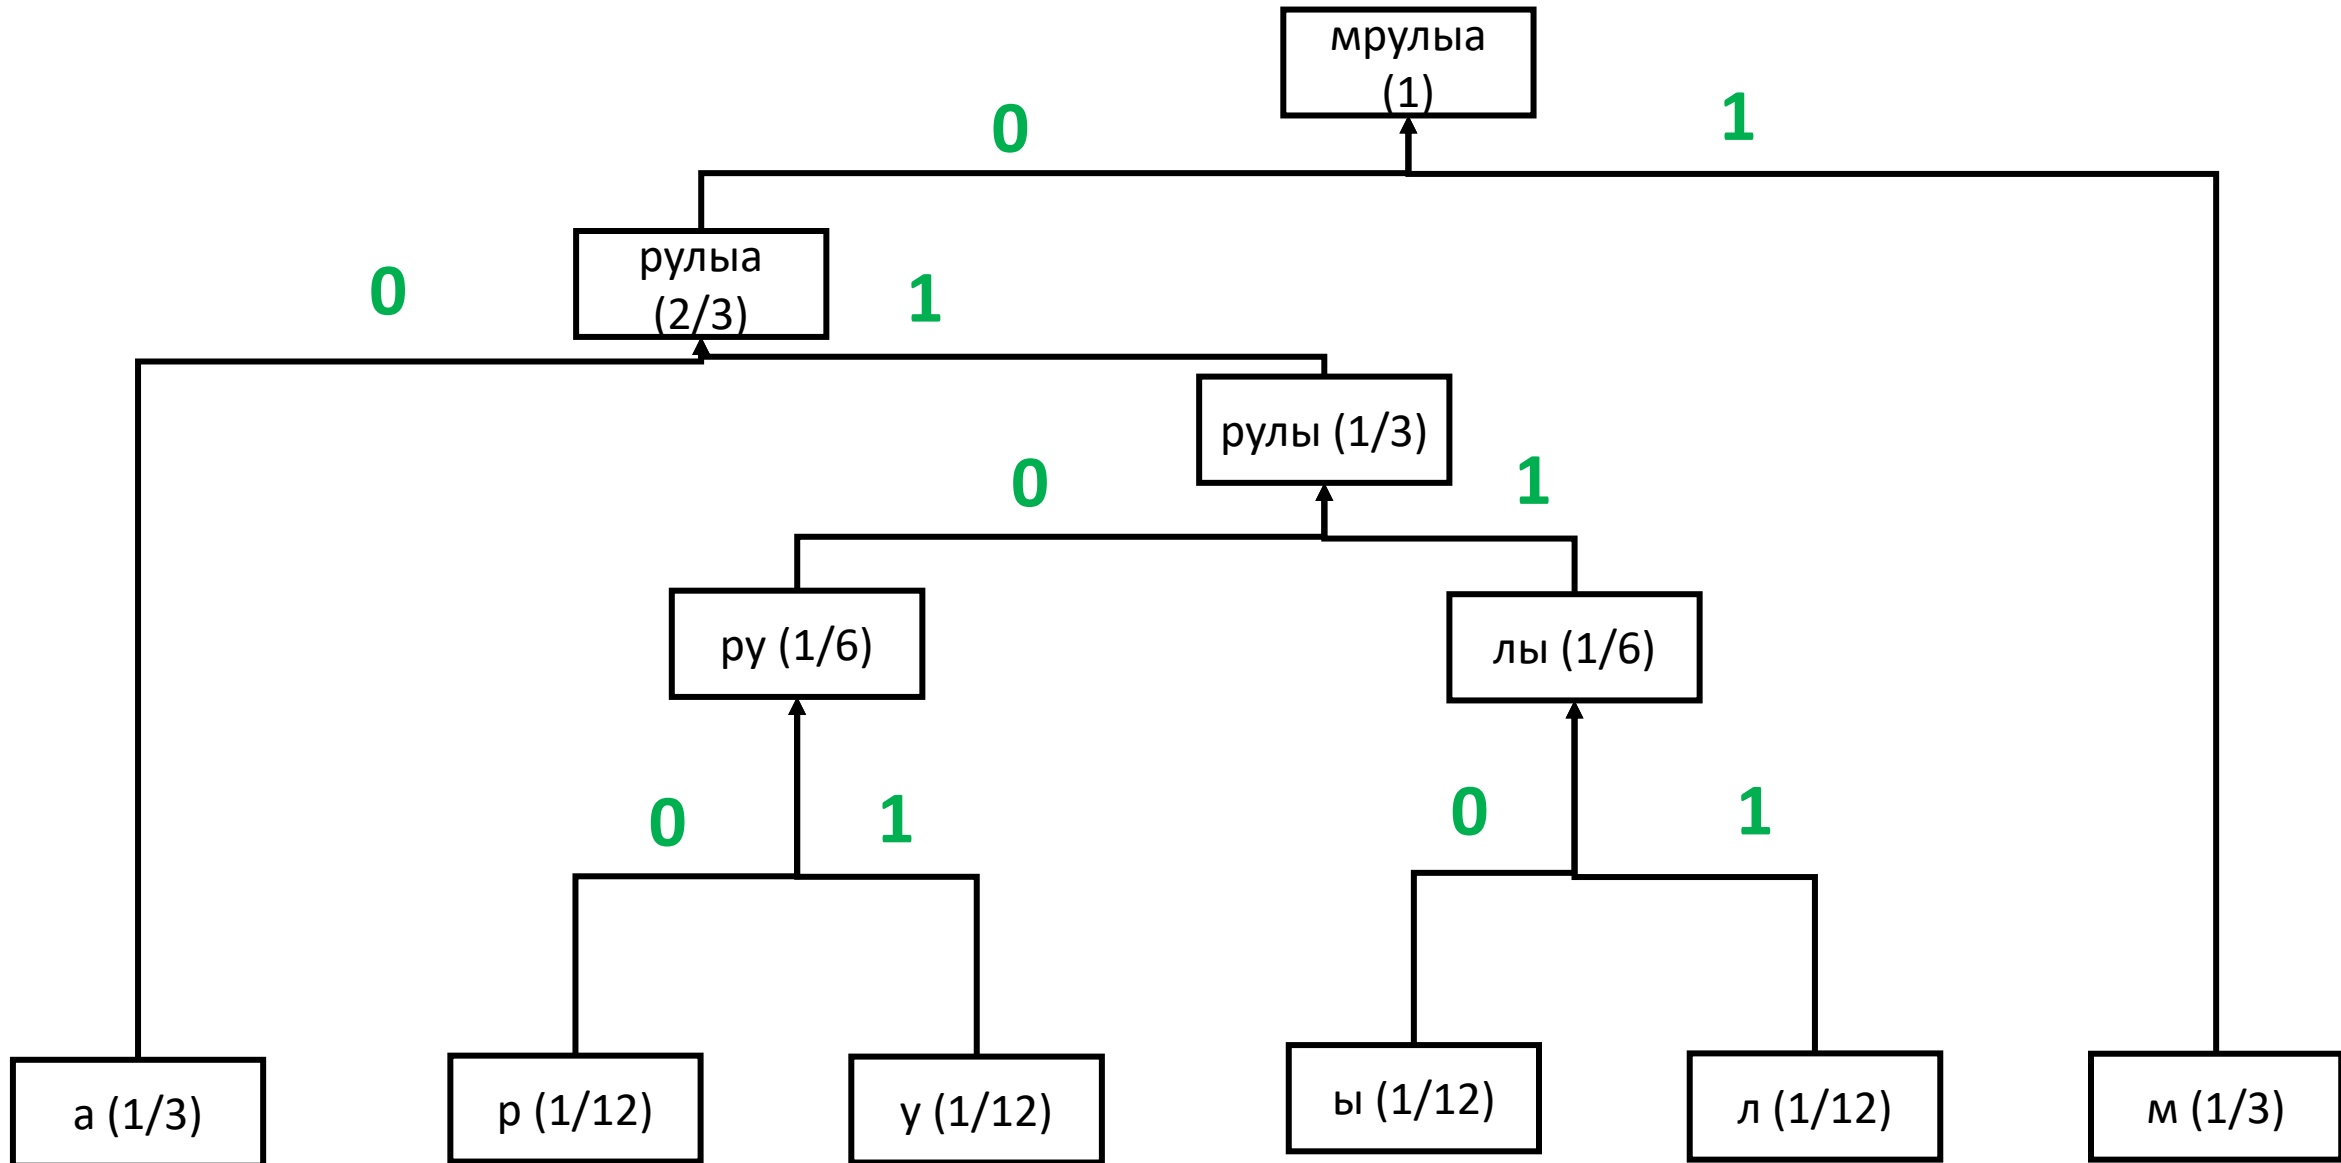 мрулыа
(1)
0
1
рулыа
(2/3)
0
1
рулы (1/3)
0
1
ру (1/6)
лы (1/6)
0
1
0
1
а (1/3)
р (1/12)
у (1/12)
ы (1/12)
л (1/12)
м (1/3)